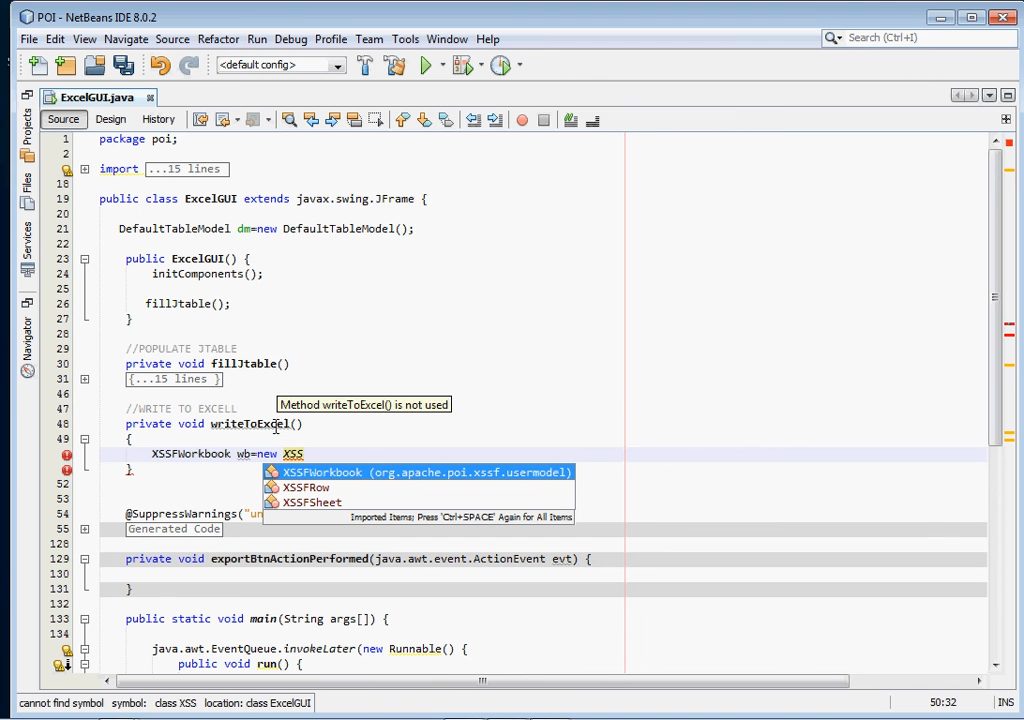 POI - NetBeans IDE 8.0.2
File Edit View Navigate Source Refactor Run Debug Profile Team Tools Window Help
Search (Ctrl+I)
<default config>
ExcelGUI.java
Source Design History
Projects
Files
Services
Navigator
1 package poi;
2
import ...15 lines
18
19 public class ExcelGUI extends javax.swing.JFrame {
20
21 DefaultTableModel dm=new DefaultTableModel();
22
23 public ExcelGUI() {
24 initComponents();
25
26 fillJtable();
27 }
28
29 //POPULATE JTABLE
30 private void fillJtable()
31 {...15 lines }
46
47 //WRITE TO EXCELL
Method writeToExcel() is not used
48 private void writeToExcel()
49 {
XSSFWorkbook wb=new XSS
}
XSSFWorkbook (org.apache.poi.xssf.usermodel)
XSSFRow
XSSFSheet
Imported Items; Press 'Ctrl+SPACE' Again for All Items
52
53
54 @SuppressWarnings("un
55 Generated Code
128
129 private void exportBtnActionPerformed(java.awt.event.ActionEvent evt) {
130
131 }
132
133 public static void main(String args[]) {
134
java.awt.EventQueue.invokeLater(new Runnable() {
public void run() {
cannot find symbol symbol: class XSS location: class ExcelGUI
50:32 INS